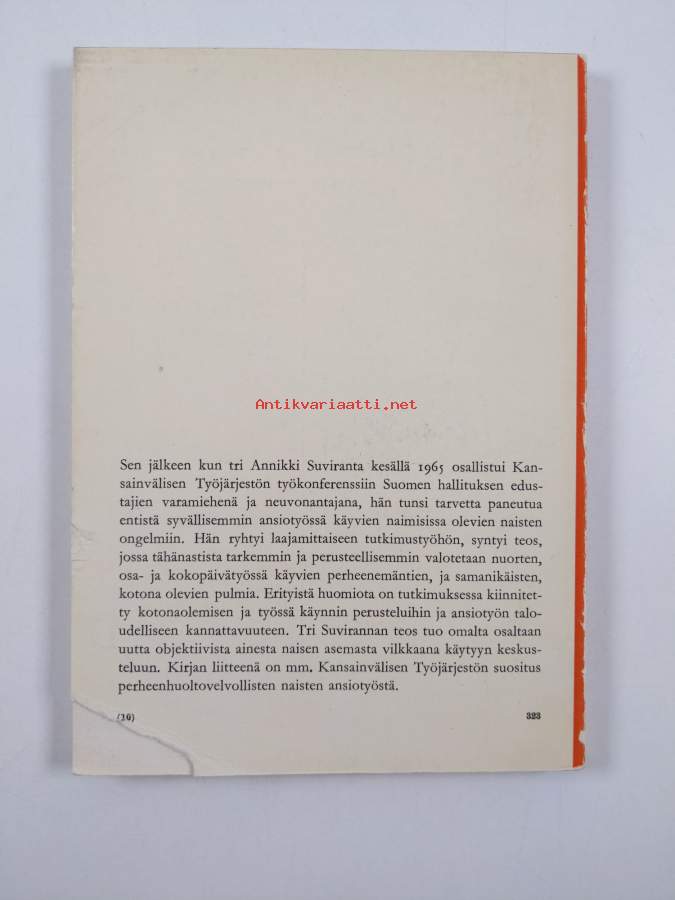 Antikvariaatti.net
Sen jälkeen kun tri Annikki Suviranta kesällä 1965 osallistui Kan-
sainvälisen Työjärjestön työkonferenssiin Suomen hallituksen edus-
tajien varamiehenä ja neuvonantajana, hän tunsi tarvetta paneutua
entistä syvällisemmin ansiotyössä käyvien naimisissa olevien naisten
ongelmiin. Hän ryhtyi laajamittaiseen tutkimustyöhön, syntyi teos,
jossa tähänastista tarkemmin ja perusteellisemmin valotetaan nuorten,
osa- ja kokopäivätyössä käyvien perheenemäntien, ja samanikäisten,
kotona olevien pulmia. Erityistä huomiota on tutkimuksessa kiinnitet-
ty kotonaolemisen ja työssä käynnin perusteluihin ja ansiotyön talo-
udelliseen kannattavuuteen. Tri Suvirannan teos tuo omalta osaltaan
uutta objektiivista ainesta naisen asemasta vilkkaana käytyyn keskus-
teluun. Kirjan liitteenä on mm. Kansainvälisen Työjärjestön suositus
perheenhuoltovelvollisten naisten ansiotyöstä.
(16) 323